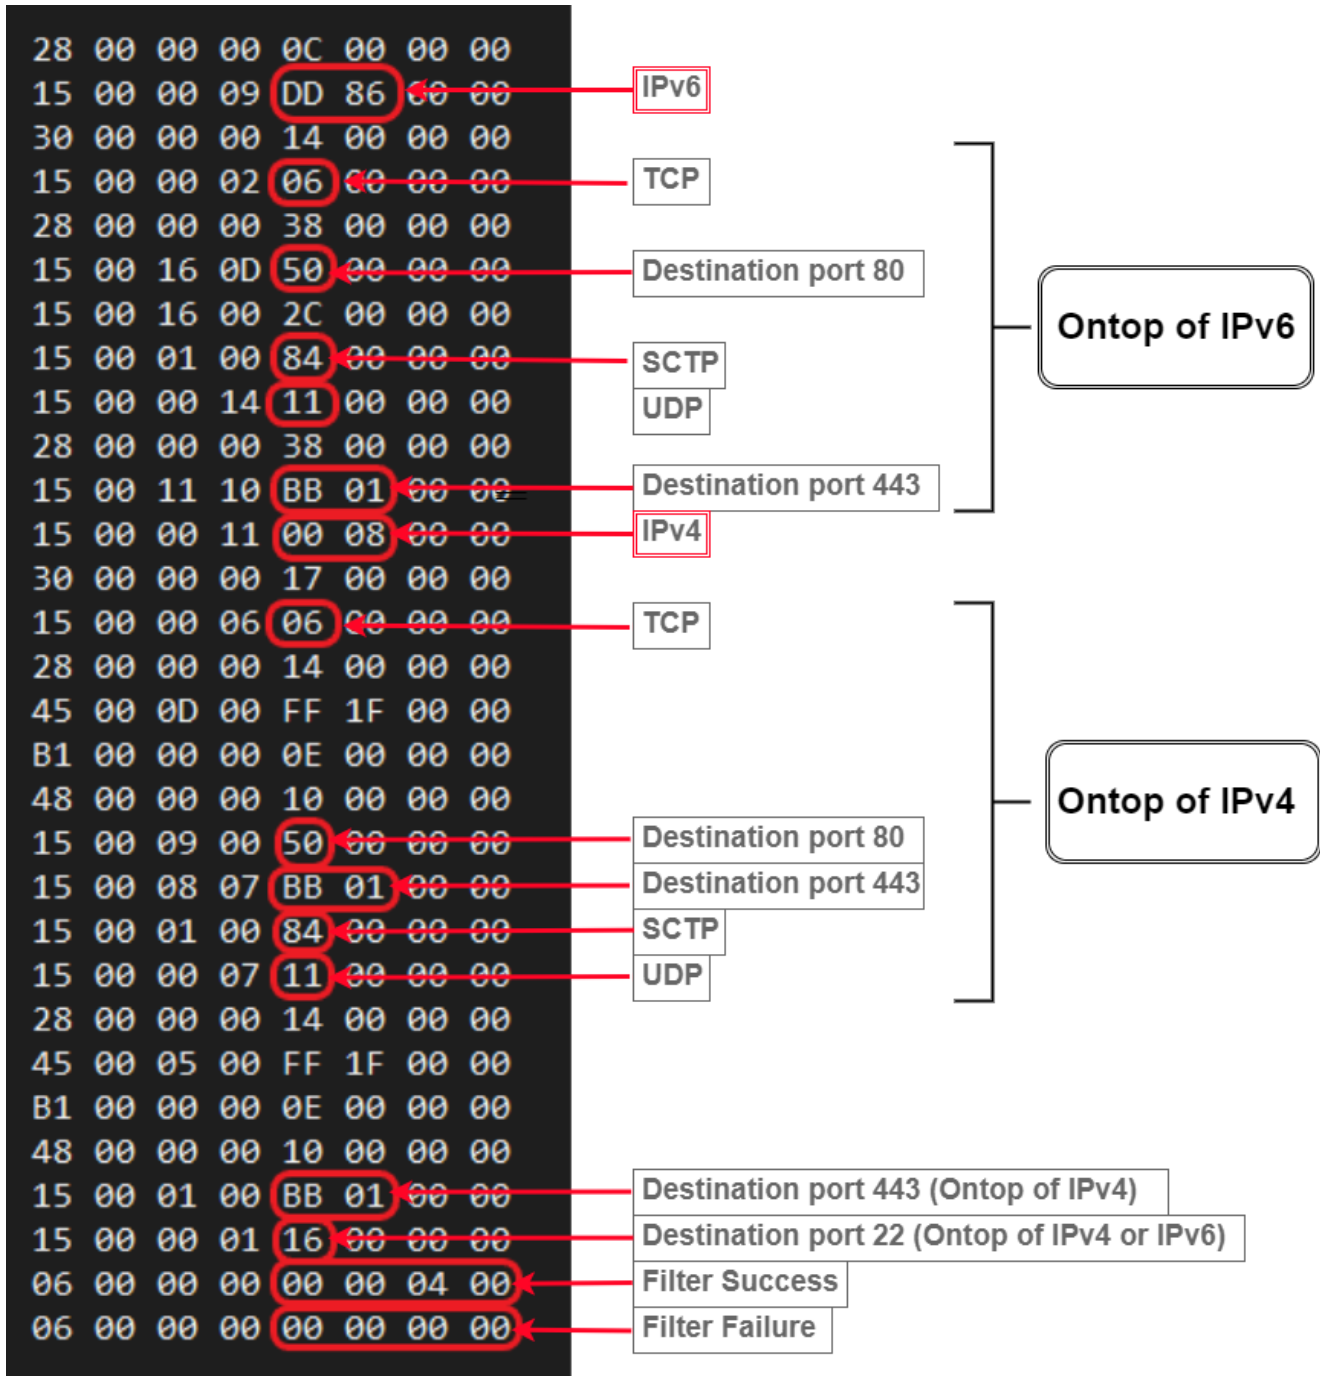 28 00 00 00 0C 00 00 00
15 00 00 09 DD 86 00 00 IPv6
30 00 00 00 14 00 00 00
15 00 00 02 06 00 00 00 TCP
28 00 00 00 38 00 00 00
15 00 16 0D 50 00 00 00 Destination port 80
15 00 16 00 2C 00 00 00
Ontop of IPv6
15 00 01 00 84 00 00 00 SCTP
15 00 00 14 11 00 00 00 UDP
28 00 00 00 38 00 00 00
15 00 11 10 BB 01 00 00 Destination port 443
15 00 00 11 00 08 00 00 IPv4
30 00 00 00 17 00 00 00
15 00 00 06 06 00 00 00 TCP
28 00 00 00 14 00 00 00
45 00 0D 00 FF 1F 00 00
B1 00 00 00 0E 00 00 00
48 00 00 00 10 00 00 00
Ontop of IPv4
15 00 09 00 50 00 00 00 Destination port 80
15 00 08 07 BB 01 00 00 Destination port 443
15 00 01 00 84 00 00 00 SCTP
15 00 00 07 11 00 00 00 UDP
28 00 00 00 14 00 00 00
45 00 05 00 FF 1F 00 00
B1 00 00 00 0E 00 00 00
48 00 00 00 10 00 00 00
15 00 01 00 BB 01 00 00 Destination port 443 (Ontop of IPv4)
15 00 00 01 16 00 00 00 Destination port 22 (Ontop of IPv4 or IPv6)
06 00 00 00 00 00 04 00 Filter Success
06 00 00 00 00 00 00 00 Filter Failure